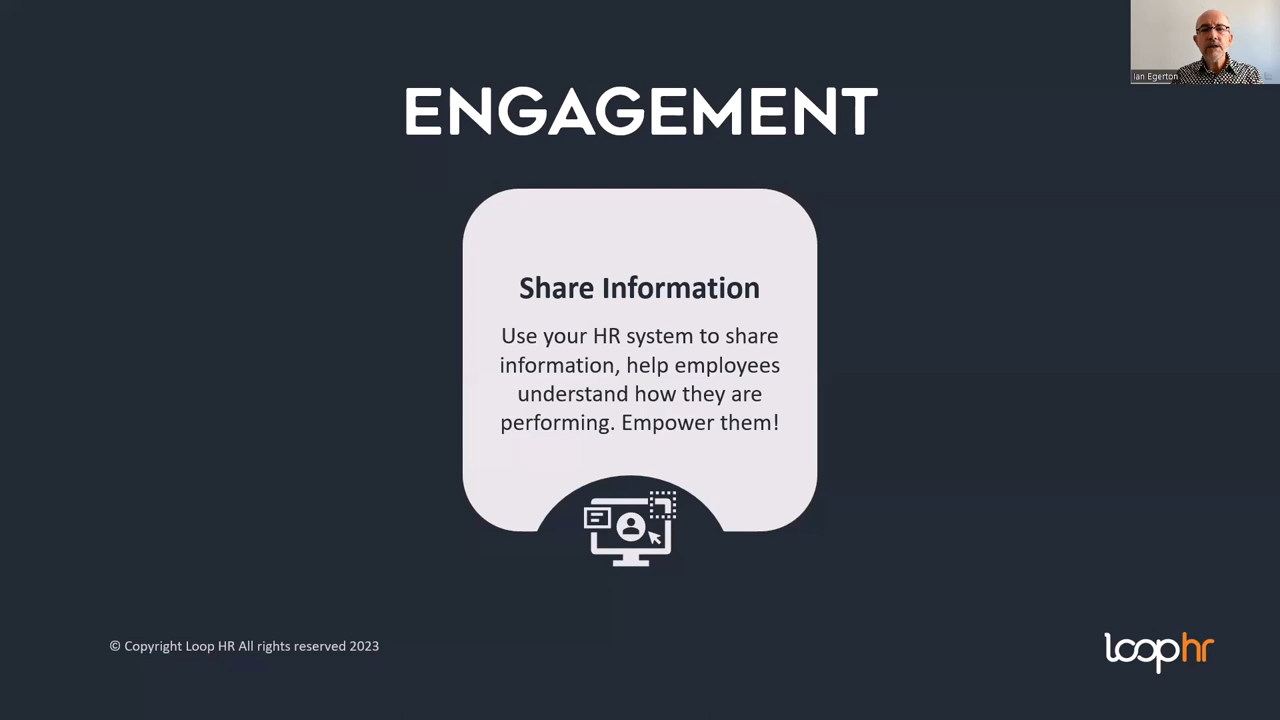 Ian Egerton
ENGAGEMENT
Share Information
Use your HR system to share
information, help employees
understand how they are
performing. Empower them!
© Copyright Loop HR All rights reserved 2023
loophr